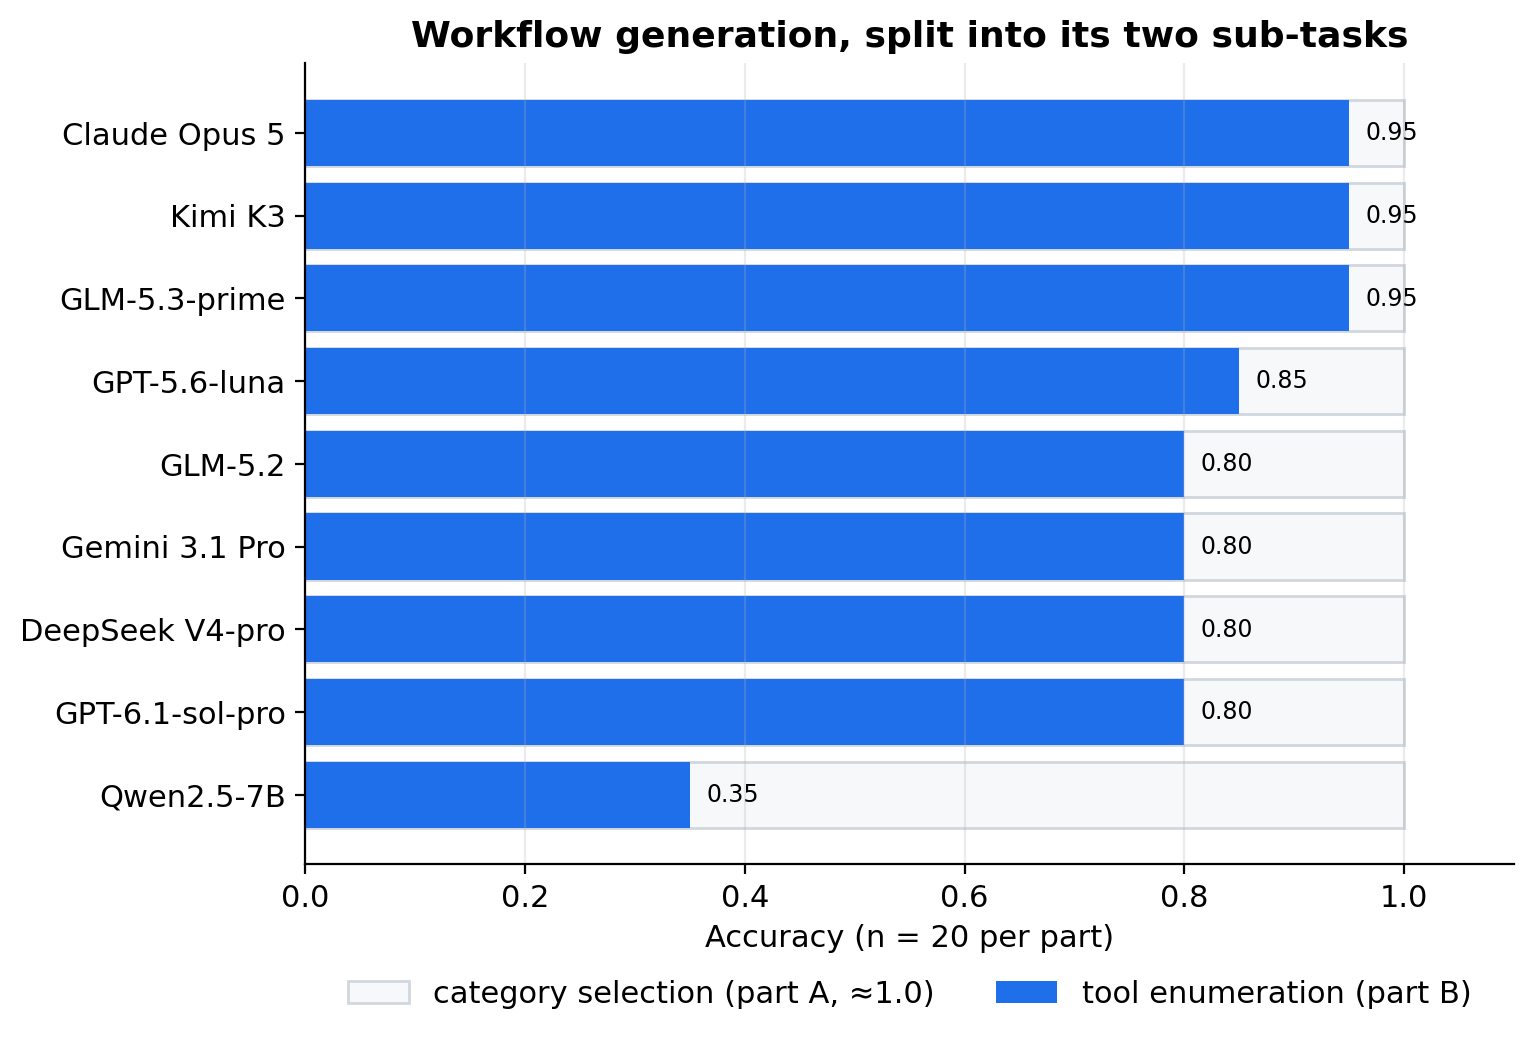 Workflow generation, split into its two sub-tasks
Claude Opus 5
0.95
Kimi K3
0.95
GLM-5.3-prime
0.95
GPT-5.6-luna
0.85
GLM-5.2
0.80
Gemini 3.1 Pro
0.80
DeepSeek V4-pro
0.80
GPT-6.1-sol-pro
0.80
Qwen2.5-7B
0.35
0.0 0.2 0.4 0.6 0.8 1.0
Accuracy (n = 20 per part)
category selection (part A, ≈1.0) tool enumeration (part B)